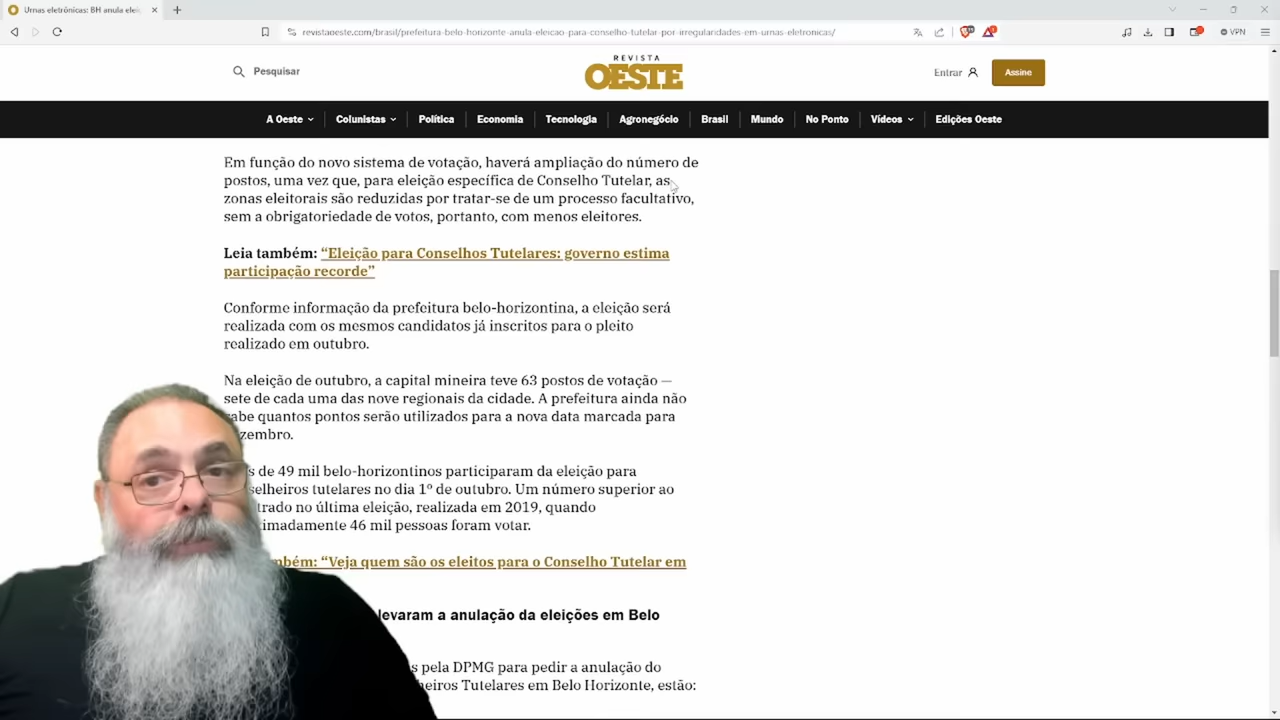 Urnas eletrônicas: BH anula elei
revistaoeste.com/brasil/prefeitura-belo-horizonte-anula-eleicao-para-conselho-tutelar-por-irregularidades-em-urnas-eletronicas/
VPN
Pesquisar
REVISTA
OESTE
Entrar
Assine
A Oeste
Colunistas
Política
Economia
Tecnologia
Agronegócio
Brasil
Mundo
No Ponto
Vídeos
Edições Oeste
Em função do novo sistema de votação, haverá ampliação do número de
postos, uma vez que, para eleição específica de Conselho Tutelar, as
zonas eleitorais são reduzidas por tratar-se de um processo facultativo,
sem a obrigatoriedade de votos, portanto, com menos eleitores.
Leia também: “Eleição para Conselhos Tutelares: governo estima
participação recorde”
Conforme informação da prefeitura belo-horizontina, a eleição será
realizada com os mesmos candidatos já inscritos para o pleito
realizado em outubro.
Na eleição de outubro, a capital mineira teve 63 postos de votação —
sete de cada uma das nove regionais da cidade. A prefeitura ainda não
sabe quantos pontos serão utilizados para a nova data marcada para
zembro.
s de 49 mil belo-horizontinos participaram da eleição para
selheiros tutelares no dia 1º de outubro. Um número superior ao
trado no última eleição, realizada em 2019, quando
imadamente 46 mil pessoas foram votar.
mbém: “Veja quem são os eleitos para o Conselho Tutelar em
levaram a anulação da eleições em Belo
s pela DPMG para pedir a anulação do
heiros Tutelares em Belo Horizonte, estão: